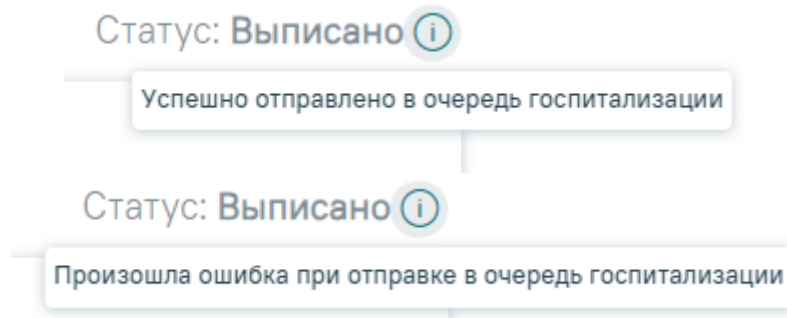 Статус: Выписано
Успешно отправлено в очередь госпитализации
Статус: Выписано
Произошла ошибка при отправке в очередь госпитализации